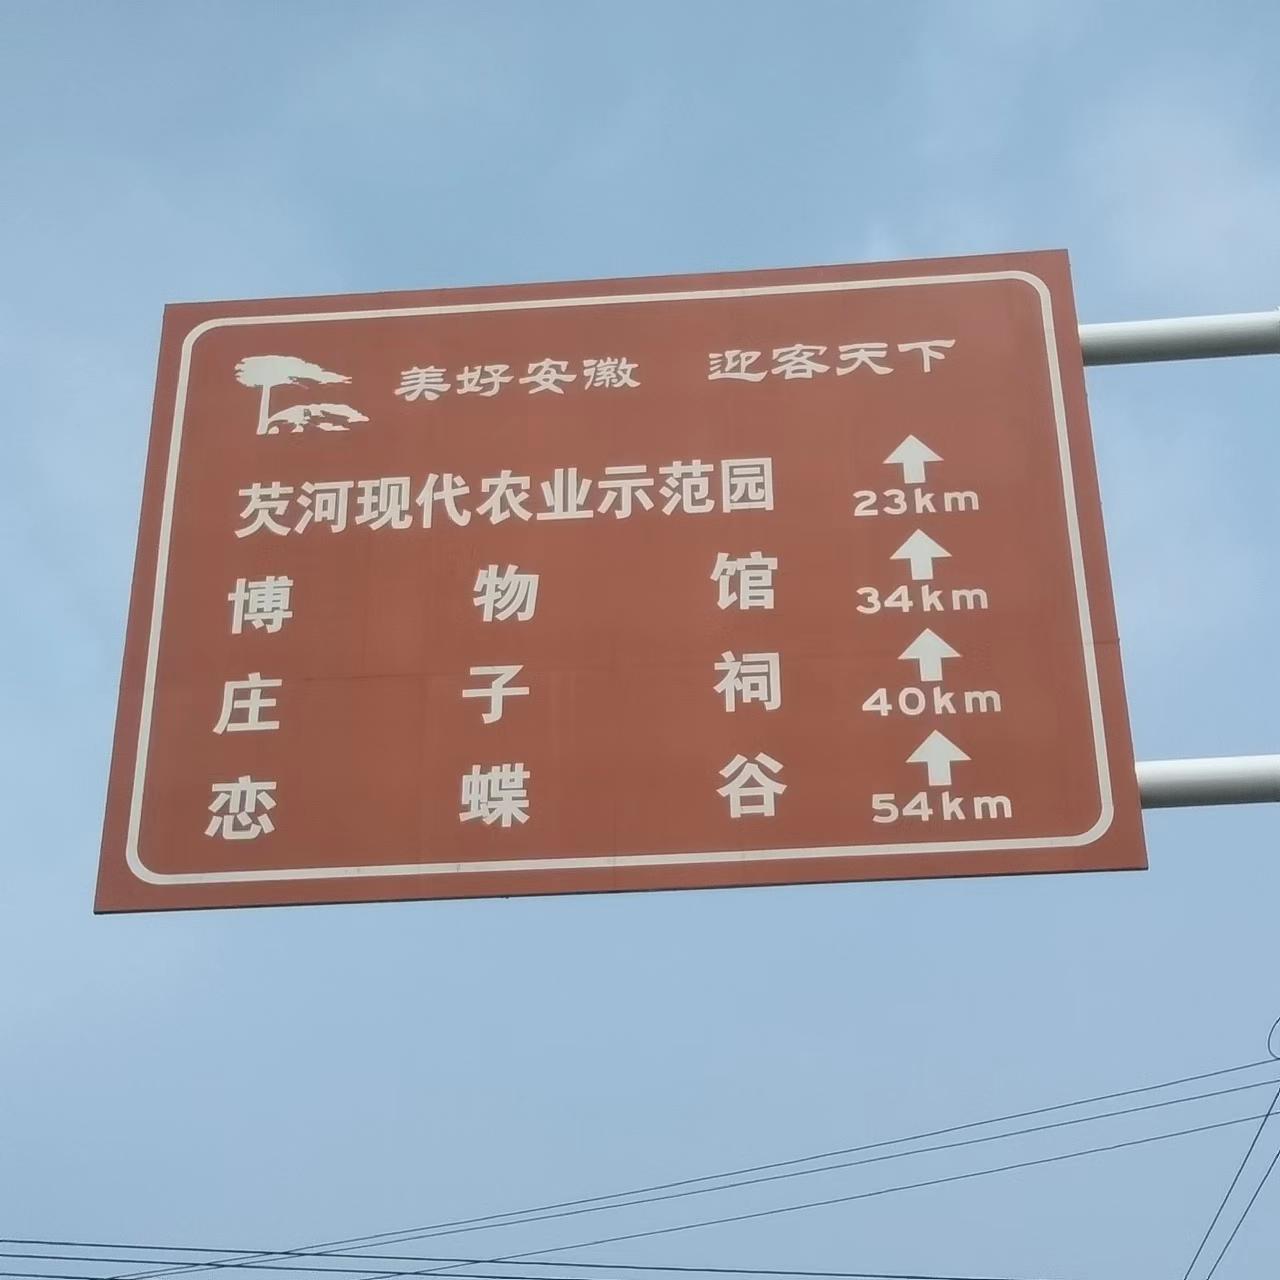 美好安徽 迎客天下
芡河现代农业示范园 23km
博物馆 34km
庄子祠 40km
恋蝶谷 54km